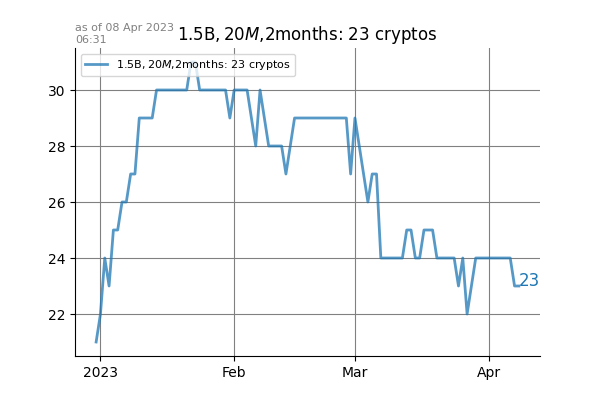 as of 08 Apr 2023
06:31
1.5B, 20M,2months: 23 cryptos
1.5B, 20M,2months: 23 cryptos
30
28
26
24
22
23
2023
Feb
Mar
Apr